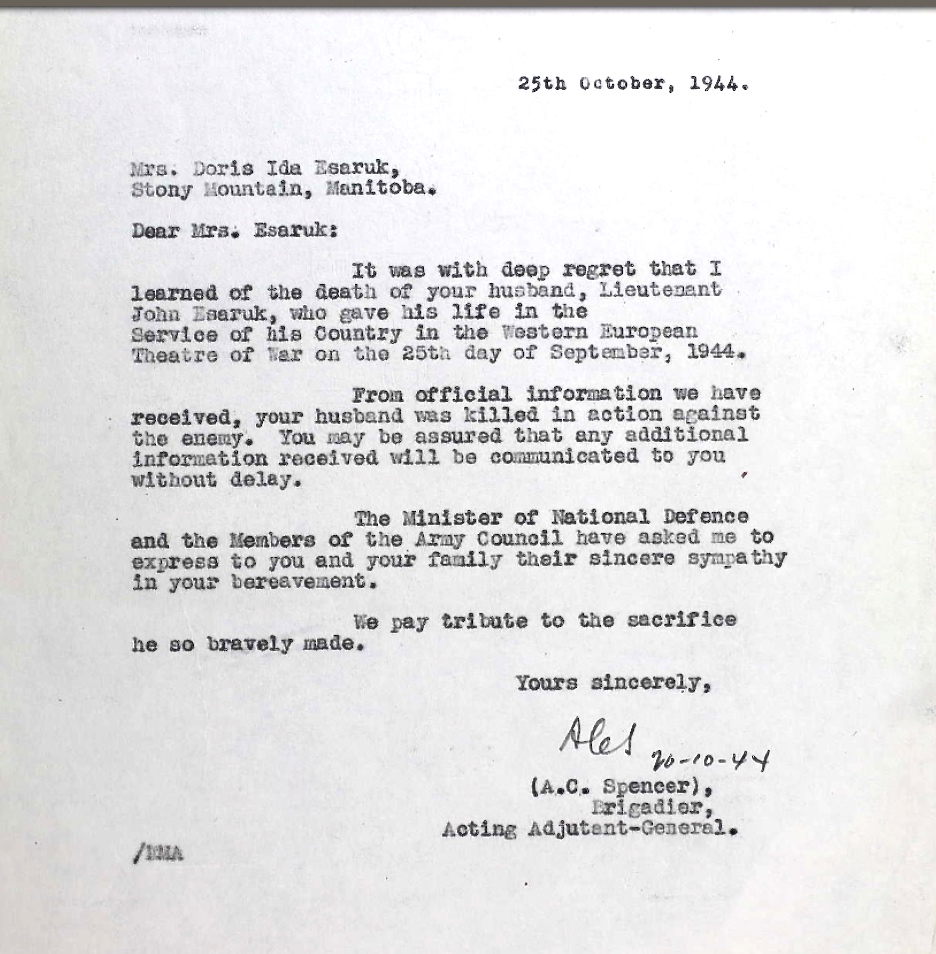 25th October, 1944.
Mrs. Doris Ida Esaruk,
Stony Mountain, Manitoba.
Dear Mrs. Esaruk:
It was with deep regret that I
learned of the death of your husband, Lieutenant
John Esaruk, who gave his life in the
Service of his Country in the Western European
Theatre of War on the 25th day of September, 1944.
From official information we have
received, your husband was killed in action against
the enemy. You may be assured that any additional
information received will be communicated to you
without delay.
The Minister of National Defence
and the Members of the Army Council have asked me to
express to you and your family their sincere sympathy
in your bereavement.
We pay tribute to the sacrifice
he so bravely made.
Yours sincerely,
20-10-44
(A.C. Spencer),
Brigadier,
Acting Adjutant-General.